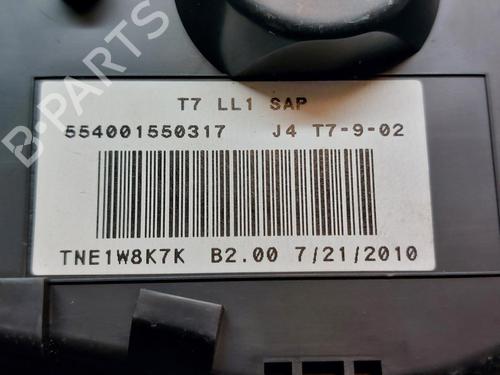 B-PARTS
T7 LL1 SAP
554001550317 J4 T7-9-02
TNE1W8K7K B2.00 7/21/2010